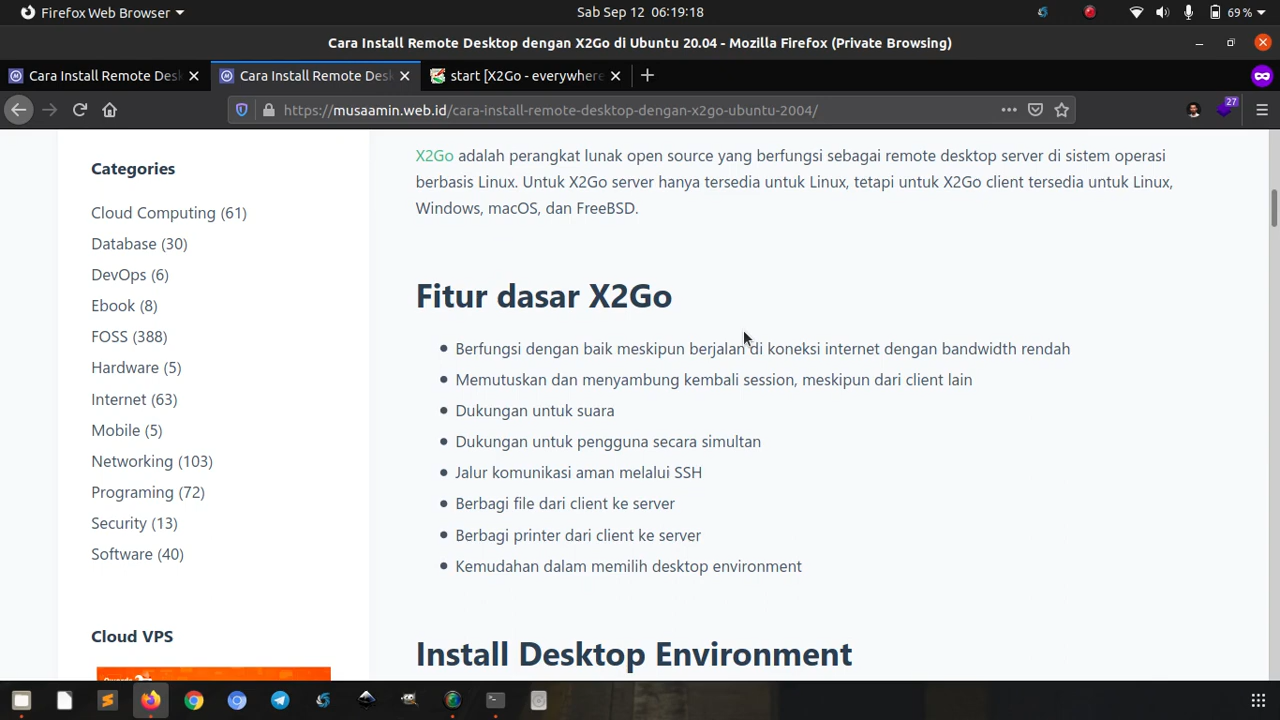 Firefox Web Browser
Sab Sep 12 06:19:18
69 %
Cara Install Remote Desktop dengan X2Go di Ubuntu 20.04 - Mozilla Firefox (Private Browsing)
Cara Install Remote Desk
Cara Install Remote Desk
start [X2Go - everywhere
https://musaamin.web.id/cara-install-remote-desktop-dengan-x2go-ubuntu-2004/
27
Categories
Cloud Computing (61)
Database (30)
DevOps (6)
Ebook (8)
FOSS (388)
Hardware (5)
Internet (63)
Mobile (5)
Networking (103)
Programing (72)
Security (13)
Software (40)
Cloud VPS
X2Go adalah perangkat lunak open source yang berfungsi sebagai remote desktop server di sistem operasi
berbasis Linux. Untuk X2Go server hanya tersedia untuk Linux, tetapi untuk X2Go client tersedia untuk Linux,
Windows, macOS, dan FreeBSD.
Fitur dasar X2Go
Berfungsi dengan baik meskipun berjalan di koneksi internet dengan bandwidth rendah
Memutuskan dan menyambung kembali session, meskipun dari client lain
Dukungan untuk suara
Dukungan untuk pengguna secara simultan
Jalur komunikasi aman melalui SSH
Berbagi file dari client ke server
Berbagi printer dari client ke server
Kemudahan dalam memilih desktop environment
Install Desktop Environment